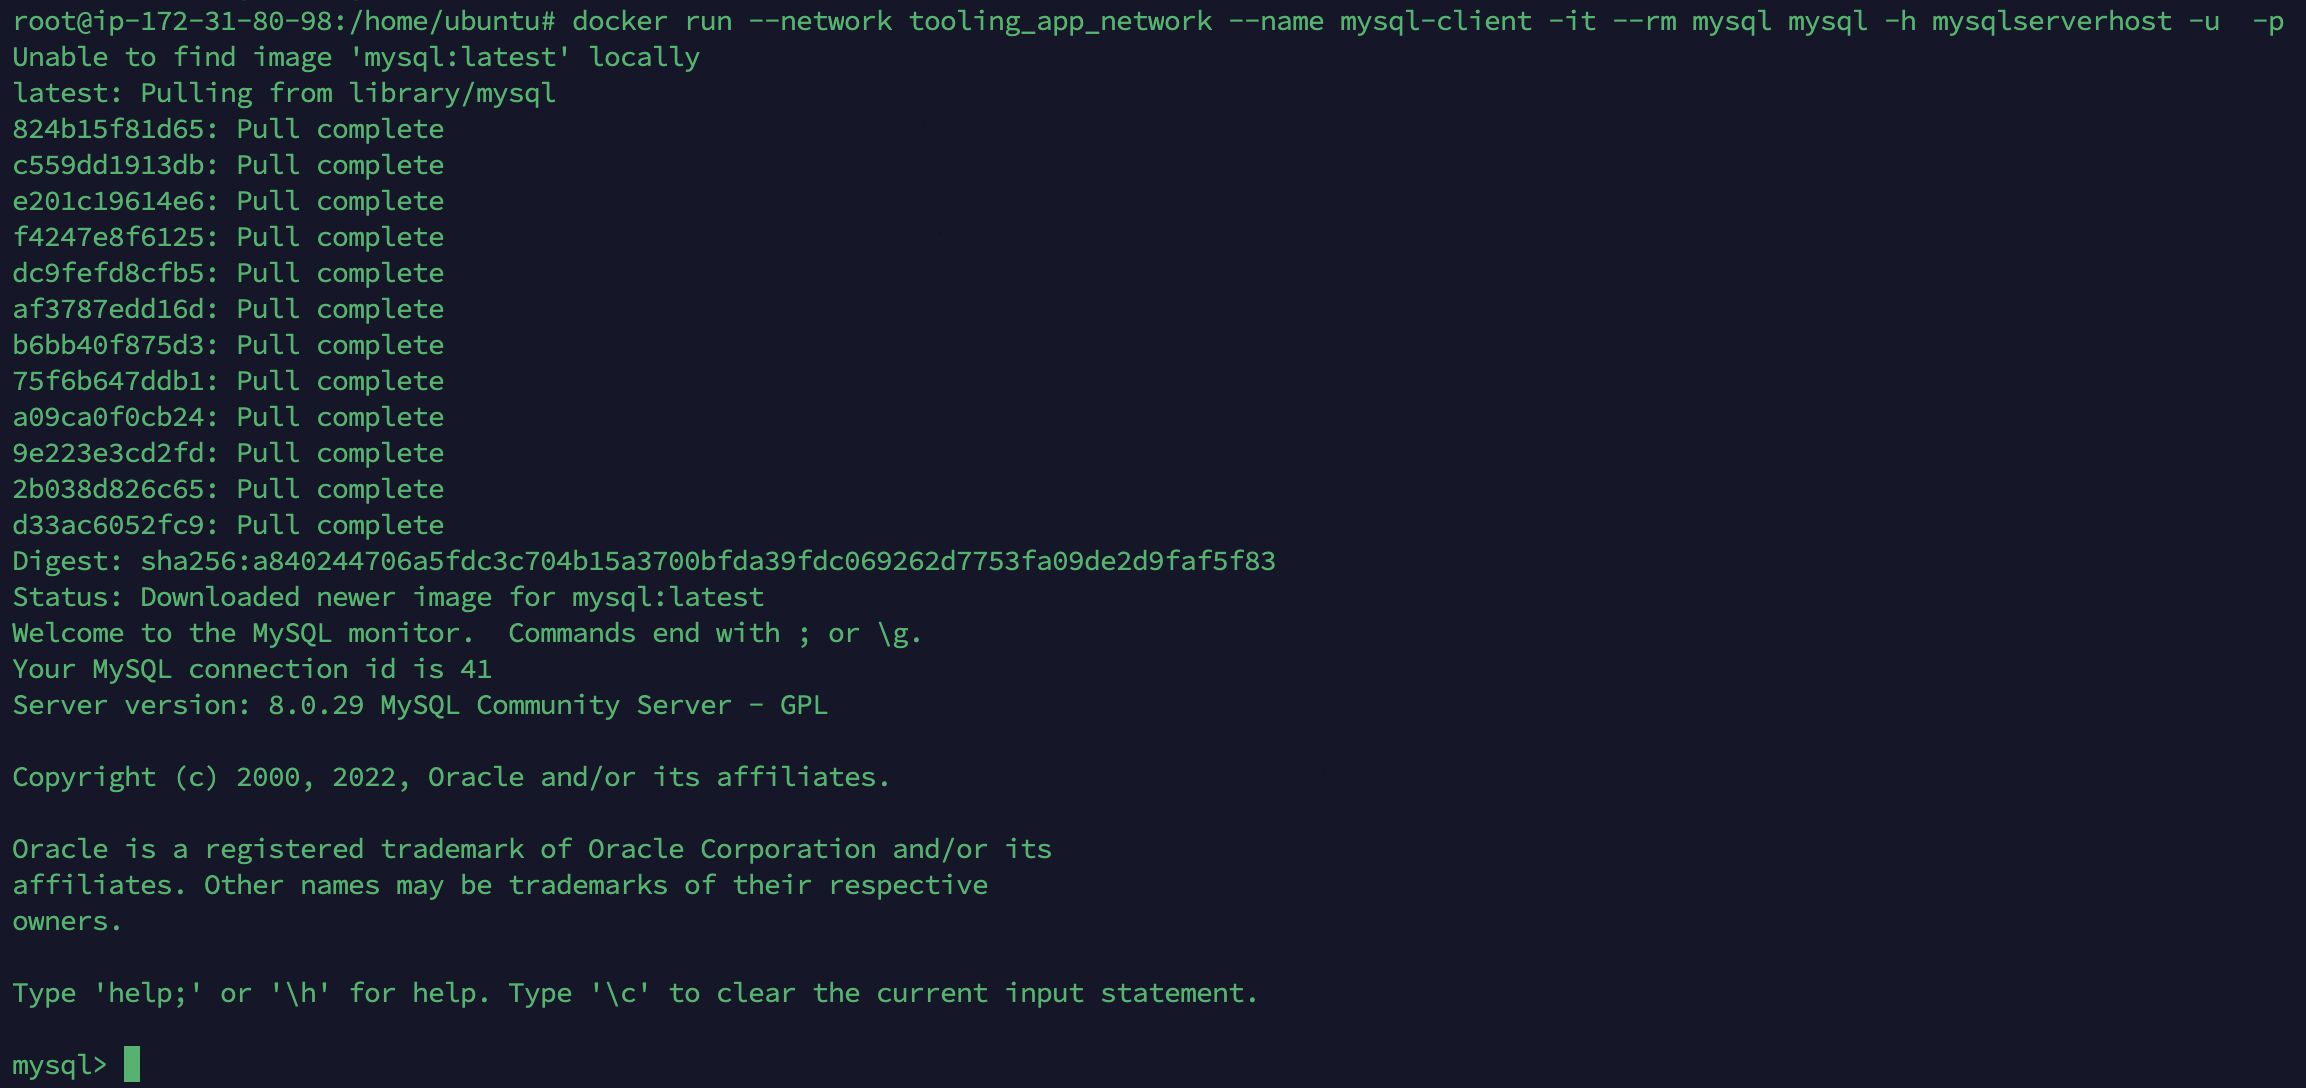 root@ip-172-31-80-98:/home/ubuntu# docker run --network tooling_app_network --name mysql-client -it --rm mysql mysql -h mysqlserverhost -u  -p
Unable to find image 'mysql:latest' locally
latest: Pulling from library/mysql
824b15f81d65: Pull complete
c559dd1913db: Pull complete
e201c19614e6: Pull complete
f4247e8f6125: Pull complete
dc9fefd8cfb5: Pull complete
af3787edd16d: Pull complete
b6bb40f875d3: Pull complete
75f6b647ddb1: Pull complete
a09ca0f0cb24: Pull complete
9e223e3cd2fd: Pull complete
2b038d826c65: Pull complete
d33ac6052fc9: Pull complete
Digest: sha256:a840244706a5fdc3c704b15a3700bfda39fdc069262d7753fa09de2d9faf5f83
Status: Downloaded newer image for mysql:latest
Welcome to the MySQL monitor.  Commands end with ; or \g.
Your MySQL connection id is 41
Server version: 8.0.29 MySQL Community Server - GPL

Copyright (c) 2000, 2022, Oracle and/or its affiliates.

Oracle is a registered trademark of Oracle Corporation and/or its
affiliates. Other names may be trademarks of their respective
owners.

Type 'help;' or '\h' for help. Type '\c' to clear the current input statement.

mysql>